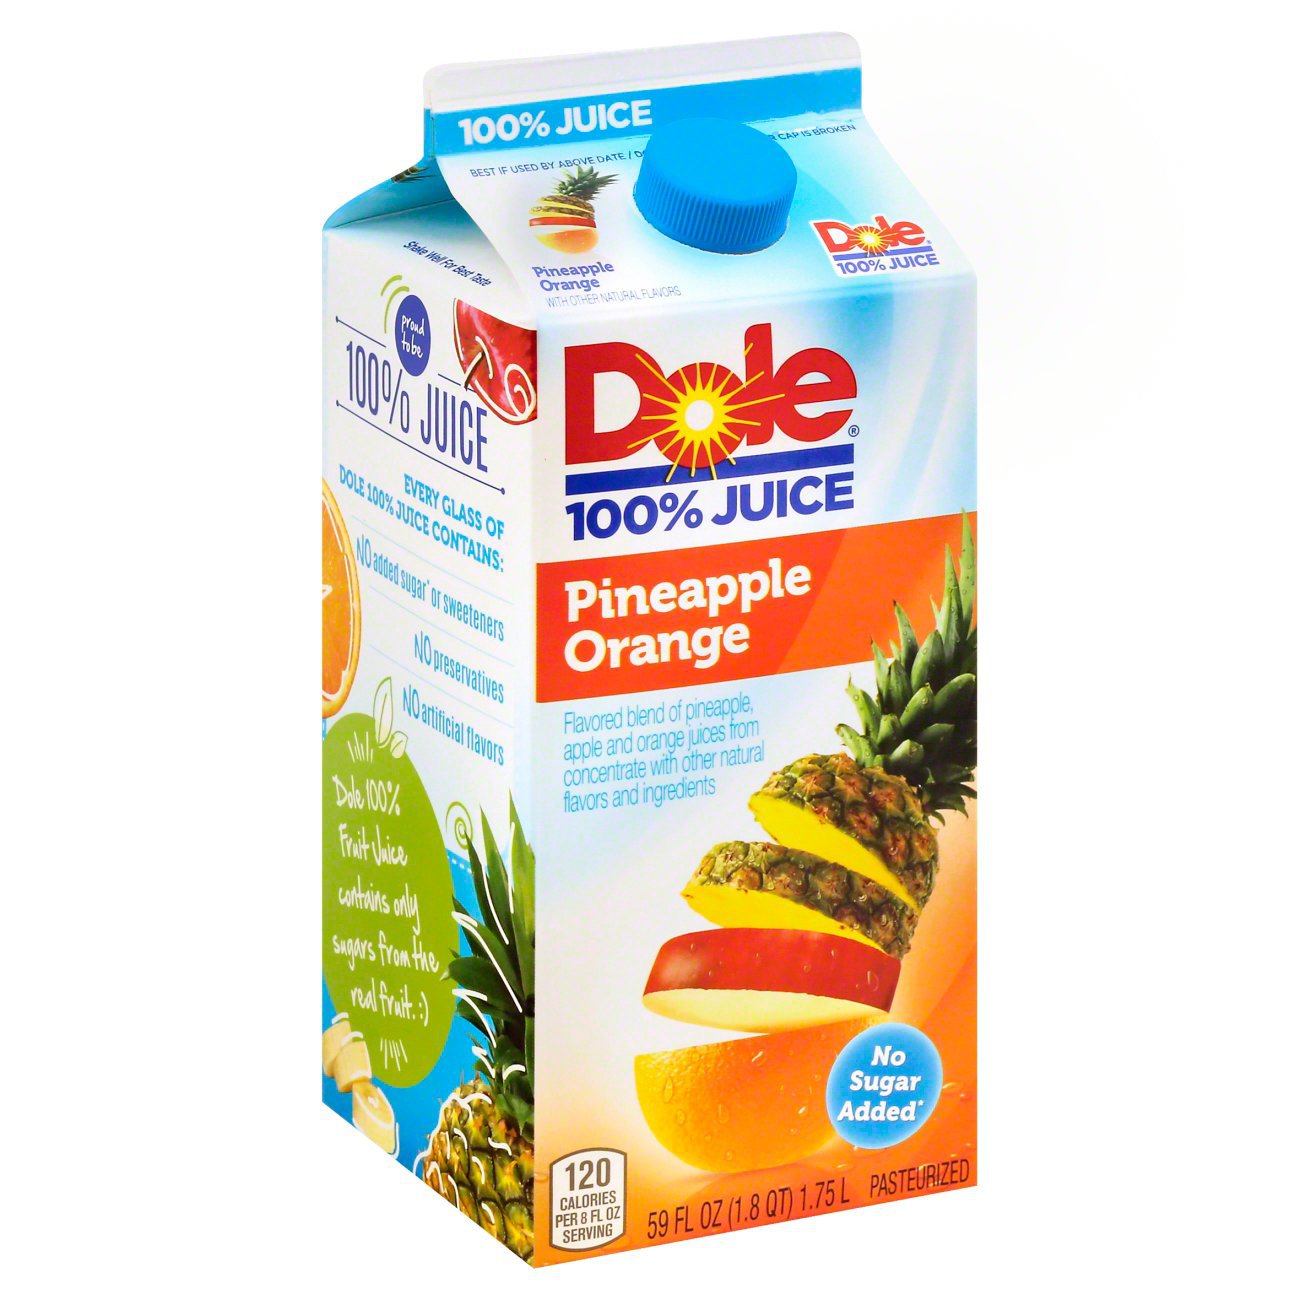 100% JUICE
BEST IF USED BY ABOVE DATE /
CAP IS BROKEN
Pineapple
Orange
WITH OTHER NATURAL FLAVORS
Dole®
100% JUICE
Dole®
100% JUICE
Pineapple
Orange
Flavored blend of pineapple,
apple and orange juices from
concentrate with other natural
flavors and ingredients
No
Sugar
Added*
120
CALORIES
PER 8 FL OZ
SERVING
59 FL OZ (1.8 QT) 1.75 L PASTEURIZED
Shake Well For Best Taste
proud
to be
100% JUICE
EVERY GLASS OF
DOLE 100% JUICE CONTAINS:
NO added sugar* or sweeteners
NO preservatives
NO artificial flavors
Dole 100%
Fruit Juice
contains only
sugars from the
real fruit. :)